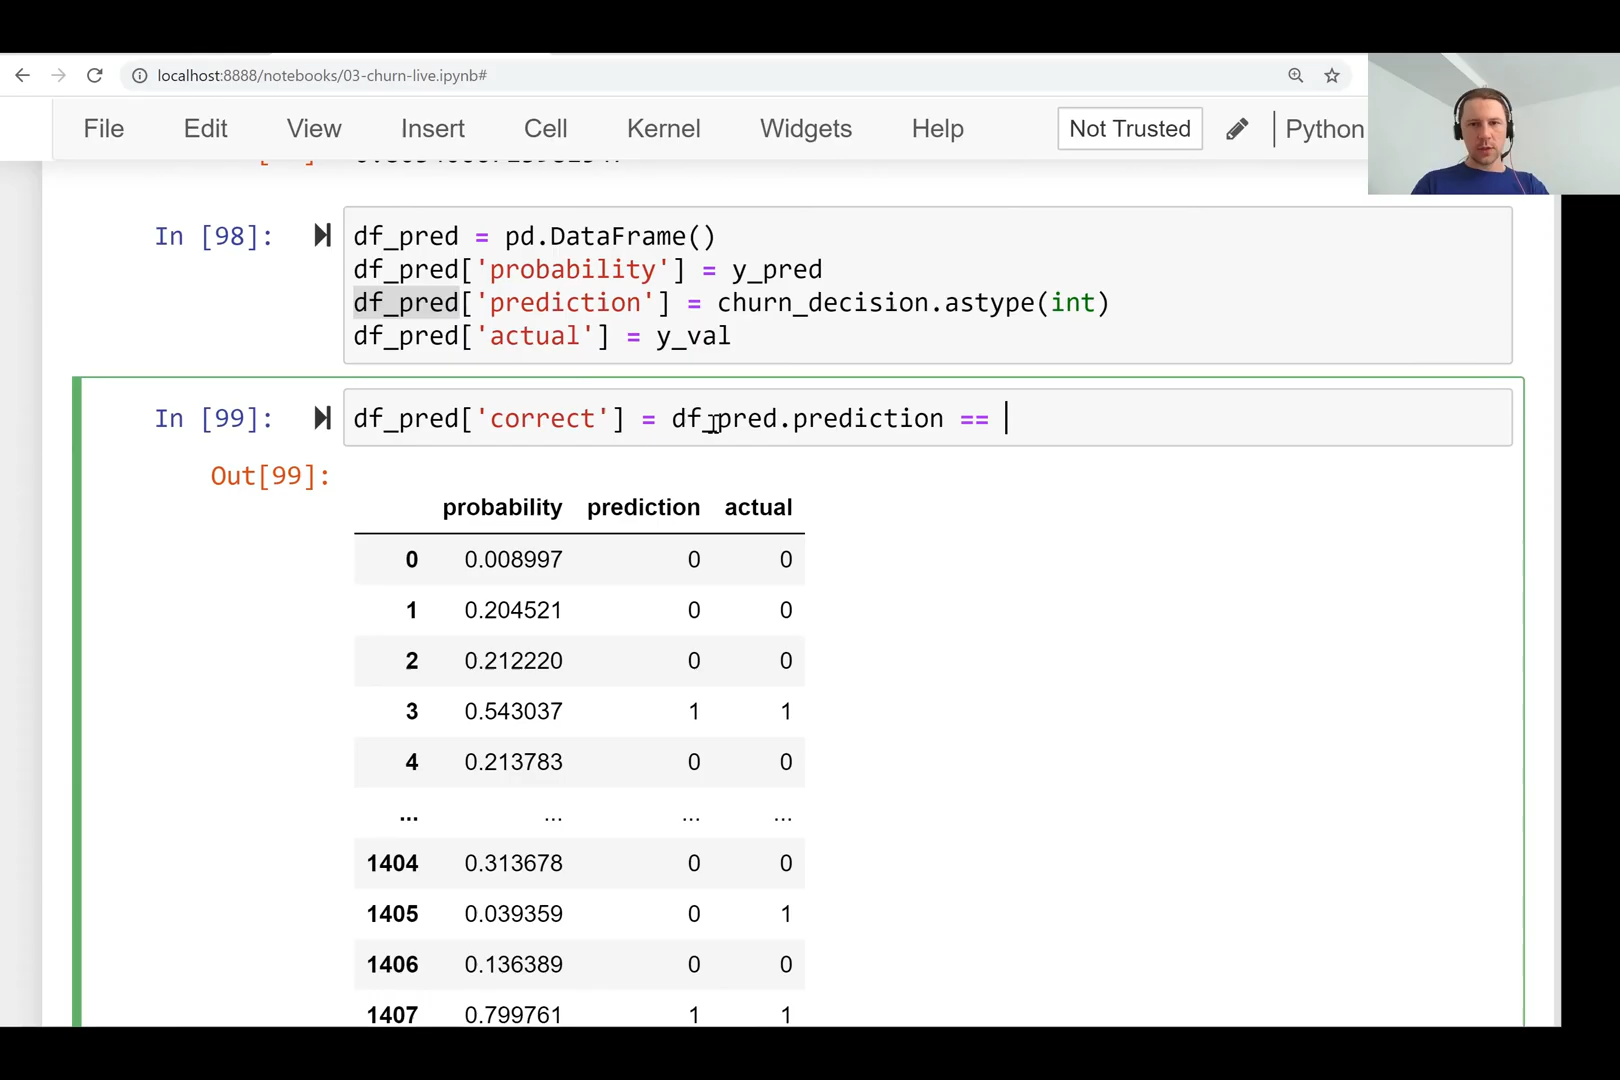 localhost:8888/notebooks/03-churn-live.ipynb#
File Edit View Insert Cell Kernel Widgets Help Not Trusted Python
In [98]: df_pred = pd.DataFrame()
df_pred['probability'] = y_pred
df_pred['prediction'] = churn_decision.astype(int)
df_pred['actual'] = y_val
In [99]: df_pred['correct'] = df_pred.prediction ==
Out[99]:
probability prediction actual
0 0.008997 0 0
1 0.204521 0 0
2 0.212220 0 0
3 0.543037 1 1
4 0.213783 0 0
... ... ... ...
1404 0.313678 0 0
1405 0.039359 0 1
1406 0.136389 0 0
1407 0.799761 1 1